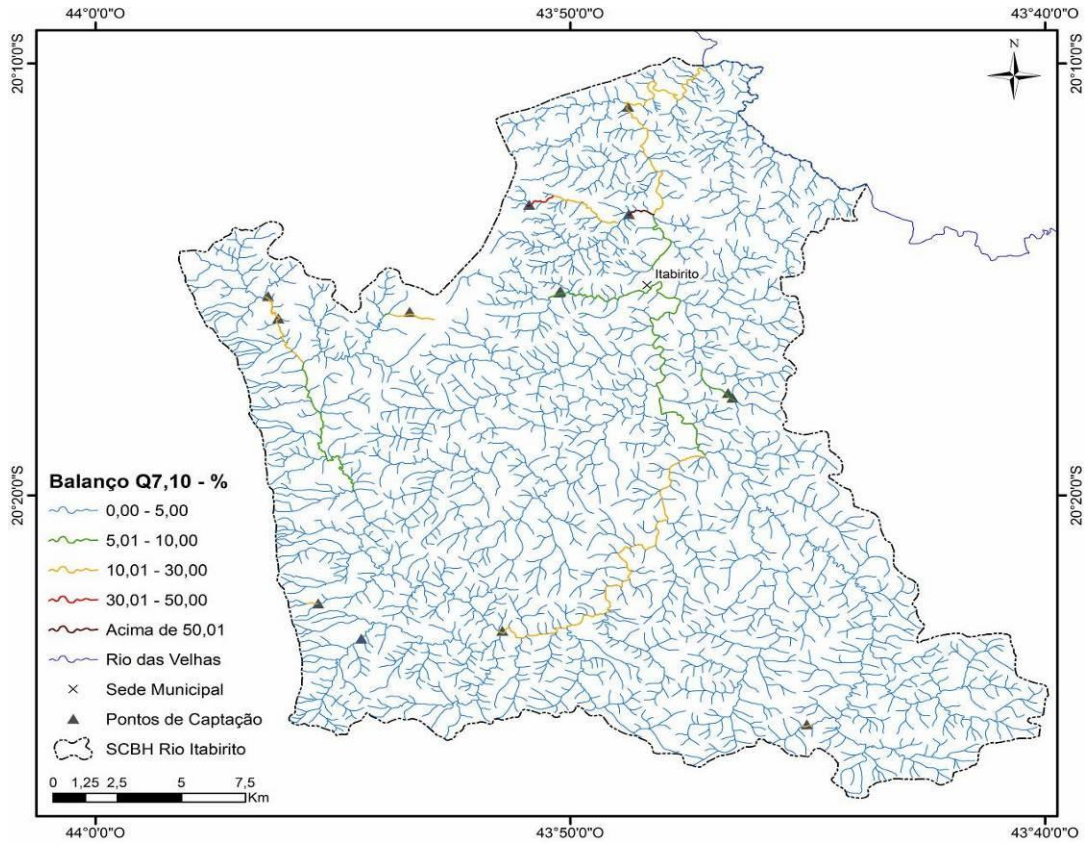 44°0'0"O 43°50'0"O 43°40'0"O
20°10'0"S
20°10'0"S
N
Itabirito
20°20'0"S
20°20'0"S
Balanço Q7,10 - %
0,00 - 5,00
5,01 - 10,00
10,01 - 30,00
30,01 - 50,00
Acima de 50,01
Rio das Velhas
Sede Municipal
Pontos de Captação
SCBH Rio Itabirito
0 1,25 2,5 5 7,5
Km
44°0'0"O 43°50'0"O 43°40'0"O